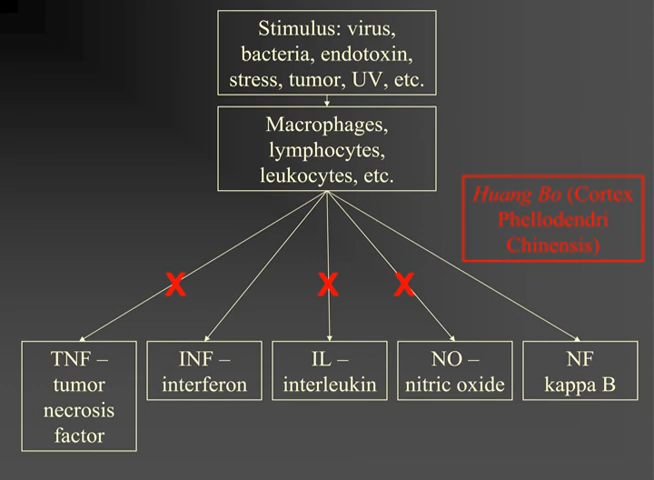 Stimulus: virus,
bacteria, endotoxin,
stress, tumor, UV, etc.
Macrophages,
lymphocytes,
leukocytes, etc.
Huang Bo (Cortex
Phellodendri
Chinensis)
X
X
X
TNF –
tumor
necrosis
factor
INF –
interferon
IL –
interleukin
NO –
nitric oxide
NF
kappa B